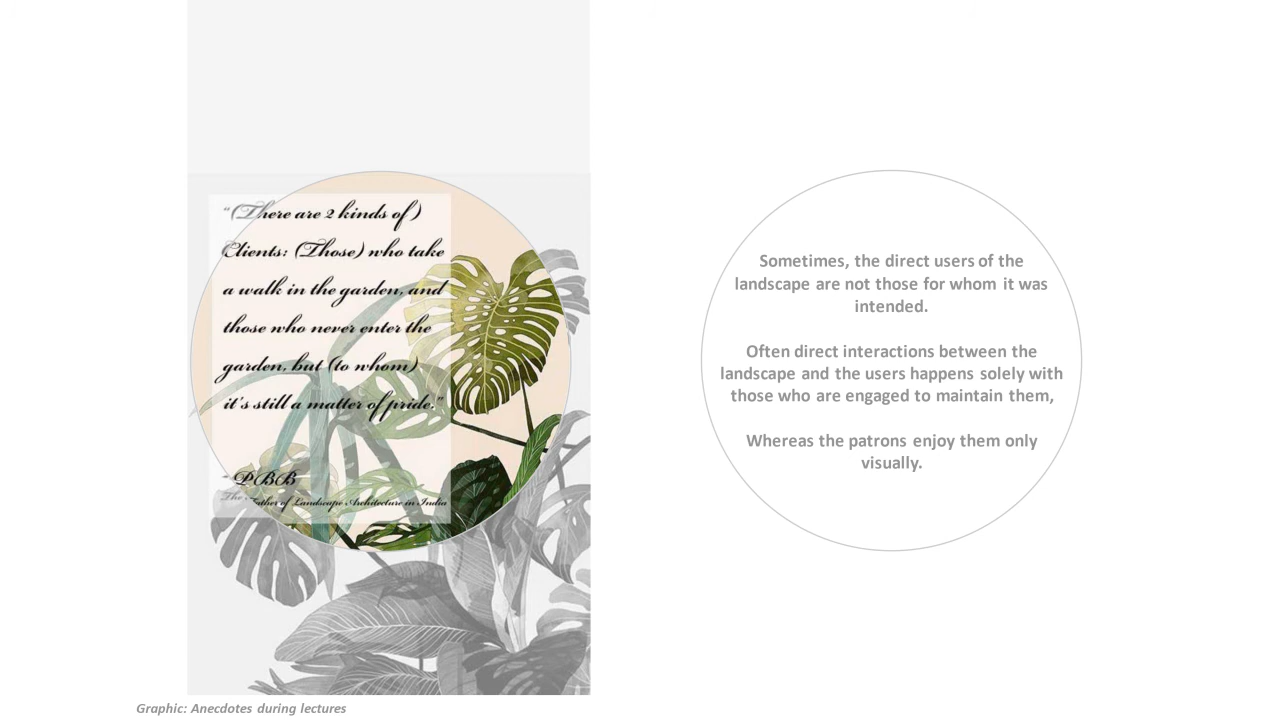 “(There are 2 kinds of)
Clients: (Those) who take
a walk in the garden, and
those who never enter the
garden, but (to whom)
it's still a matter of pride.”
- PBB
The Father of Landscape Architecture in India
Sometimes, the direct users of the
landscape are not those for whom it was
intended.
Often direct interactions between the
landscape and the users happens solely with
those who are engaged to maintain them,
Whereas the patrons enjoy them only
visually.
Graphic: Anecdotes during lectures